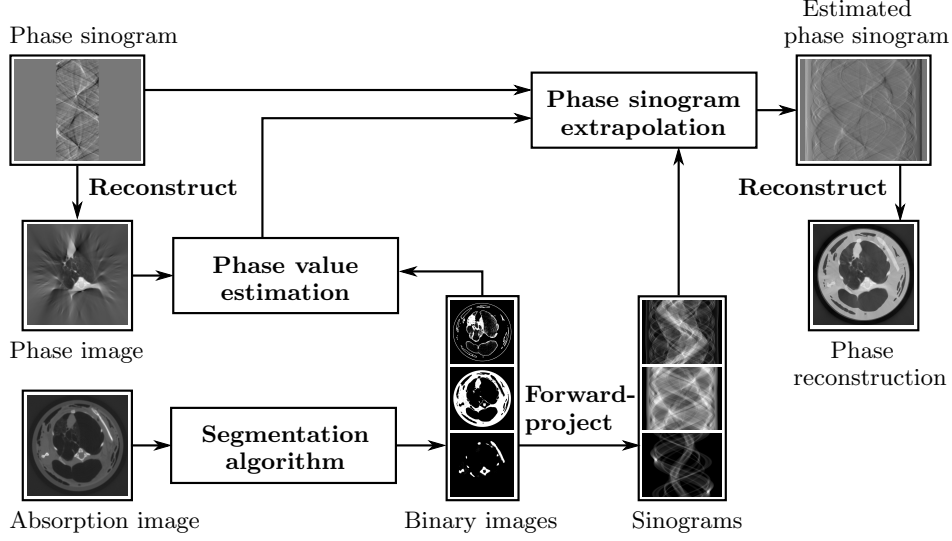 Phase sinogram
Estimated
phase sinogram
Phase sinogram
extrapolation
Reconstruct
Reconstruct
Phase value
estimation
Phase image
Phase
reconstruction
Forward-
project
Segmentation
algorithm
Absorption image
Binary images
Sinograms